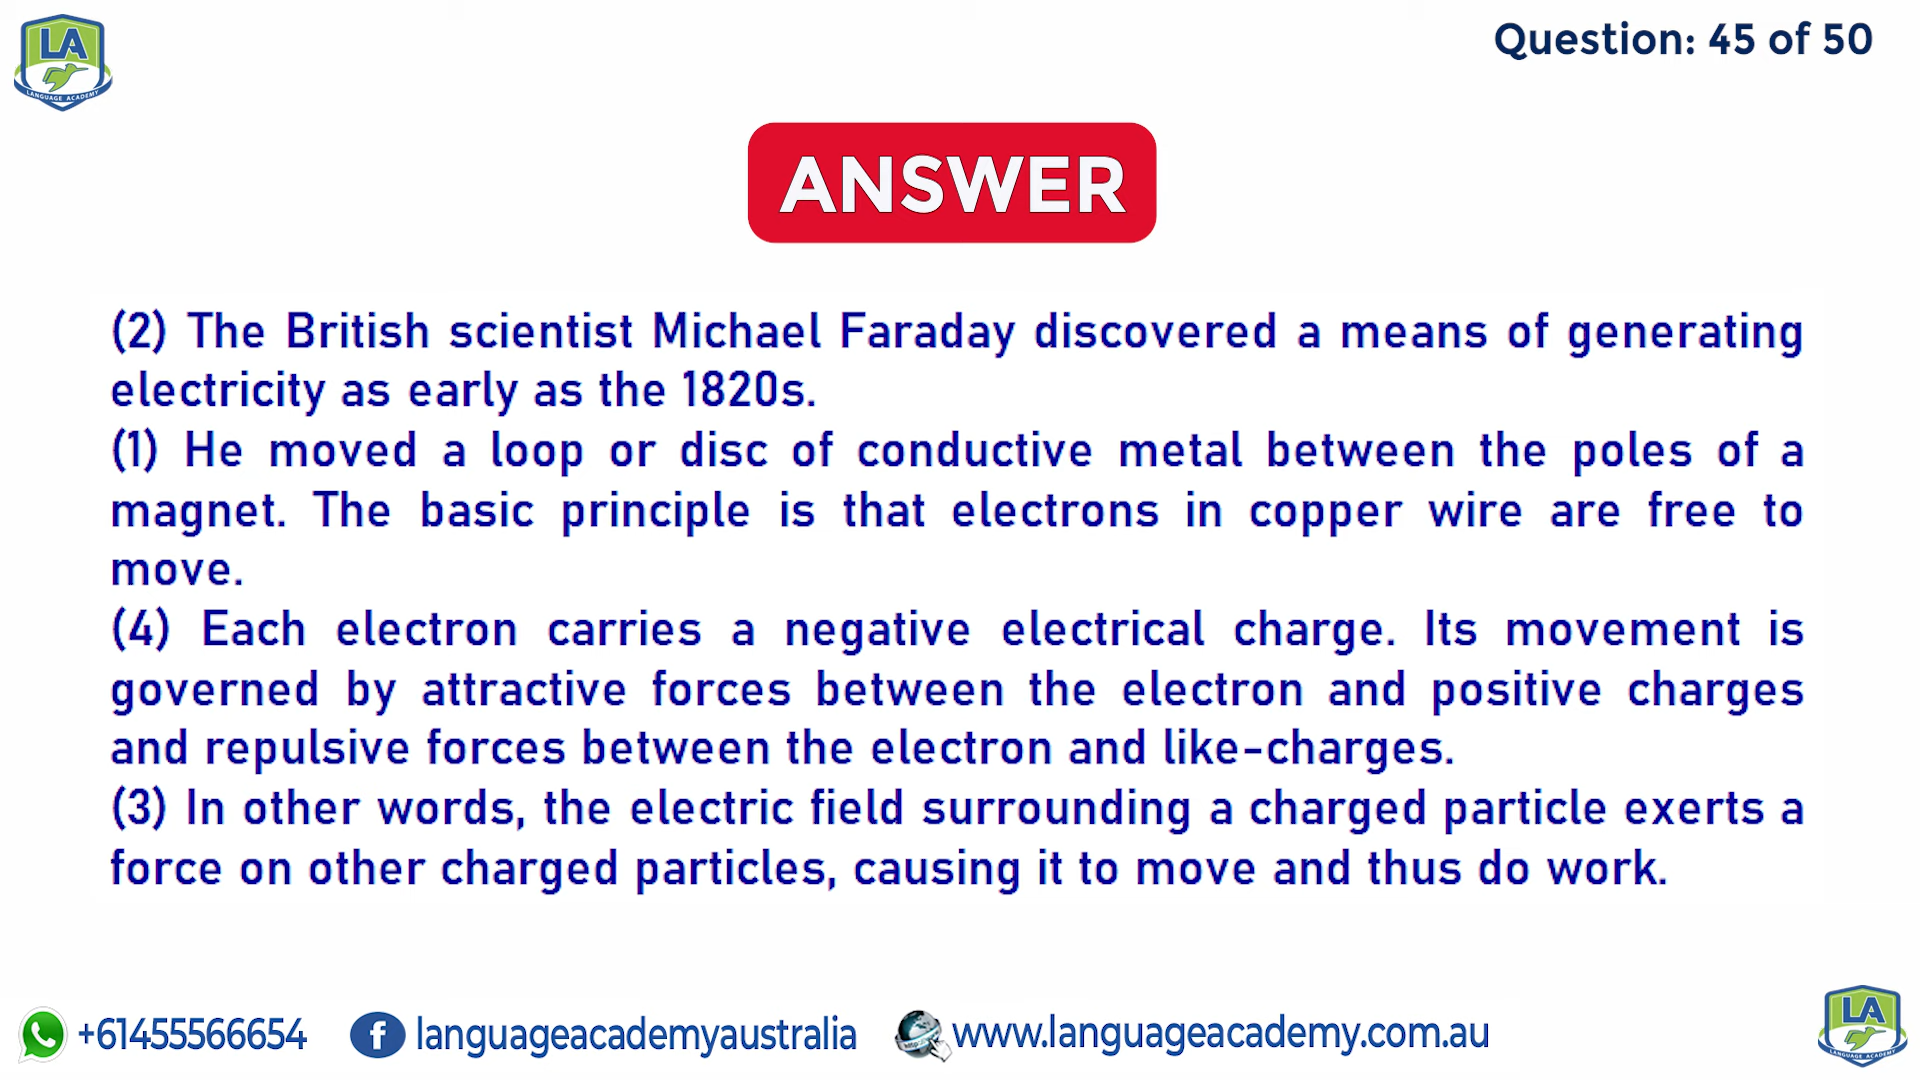 LA
LANGUAGE ACADEMY
Question: 45 of 50
ANSWER
(2) The British scientist Michael Faraday discovered a means of generating
electricity as early as the 1820s.
(1) He moved a loop or disc of conductive metal between the poles of a
magnet. The basic principle is that electrons in copper wire are free to
move.
(4) Each electron carries a negative electrical charge. Its movement is
governed by attractive forces between the electron and positive charges
and repulsive forces between the electron and like-charges.
(3) In other words, the electric field surrounding a charged particle exerts a
force on other charged particles, causing it to move and thus do work.
+61455566654
f languageacademyaustralia
http:// www.languageacademy.com.au
LA
LANGUAGE ACADEMY